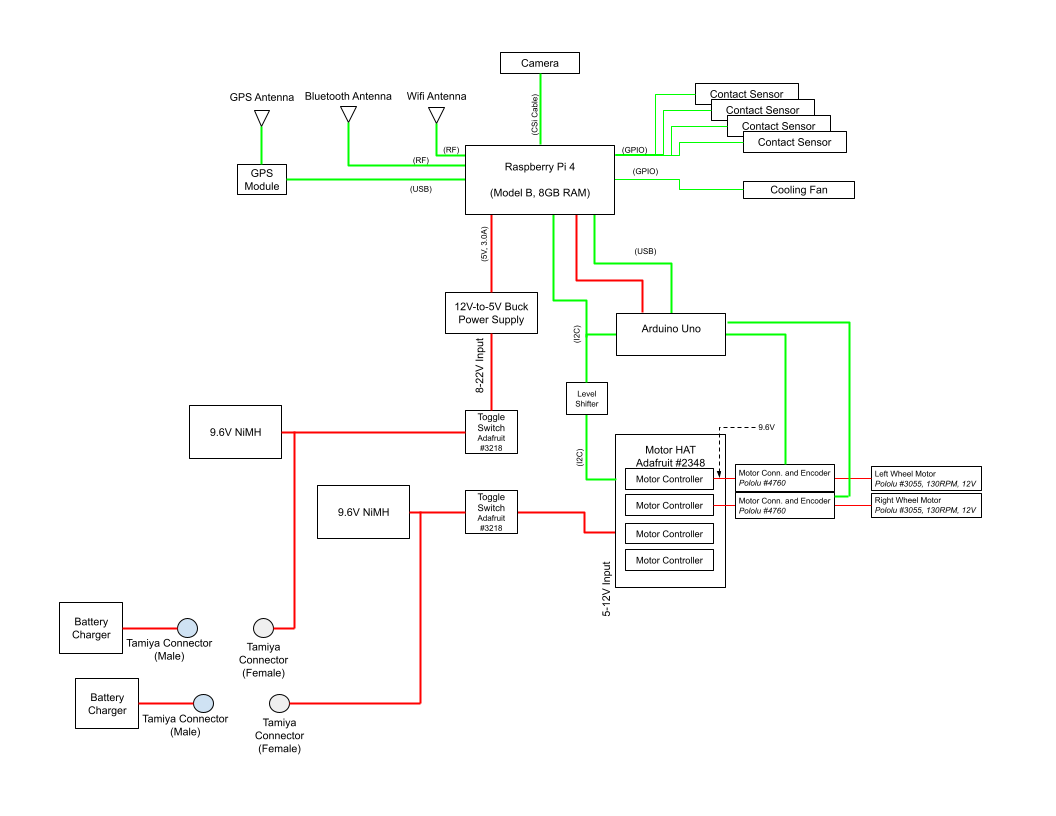 Camera
GPS Antenna
Bluetooth Antenna
Wifi Antenna
(CSI Cable)
Contact Sensor
Contact Sensor
Contact Sensor
Contact Sensor
(RF)
(RF)
(USB)
GPS
Module
Raspberry Pi 4
(Model B, 8GB RAM)
(GPIO)
(GPIO)
Cooling Fan
(5V, 3.0A)
(USB)
12V-to-5V Buck
Power Supply
Arduino Uno
(I2C)
8-22V Input
Level
Shifter
9.6V NiMH
Toggle
Switch
Adafruit
#3218
(I2C)
9.6V
Motor HAT
Adafruit #2348
Motor Controller
Motor Controller
Motor Controller
Motor Controller
Motor Conn. and Encoder
Pololu #4760
Motor Conn. and Encoder
Pololu #4760
Left Wheel Motor
Pololu #3055, 130RPM, 12V
Right Wheel Motor
Pololu #3055, 130RPM, 12V
9.6V NiMH
Toggle
Switch
Adafruit
#3218
5-12V Input
Battery
Charger
Tamiya Connector
(Male)
Tamiya
Connector
(Female)
Battery
Charger
Tamiya Connector
(Male)
Tamiya
Connector
(Female)